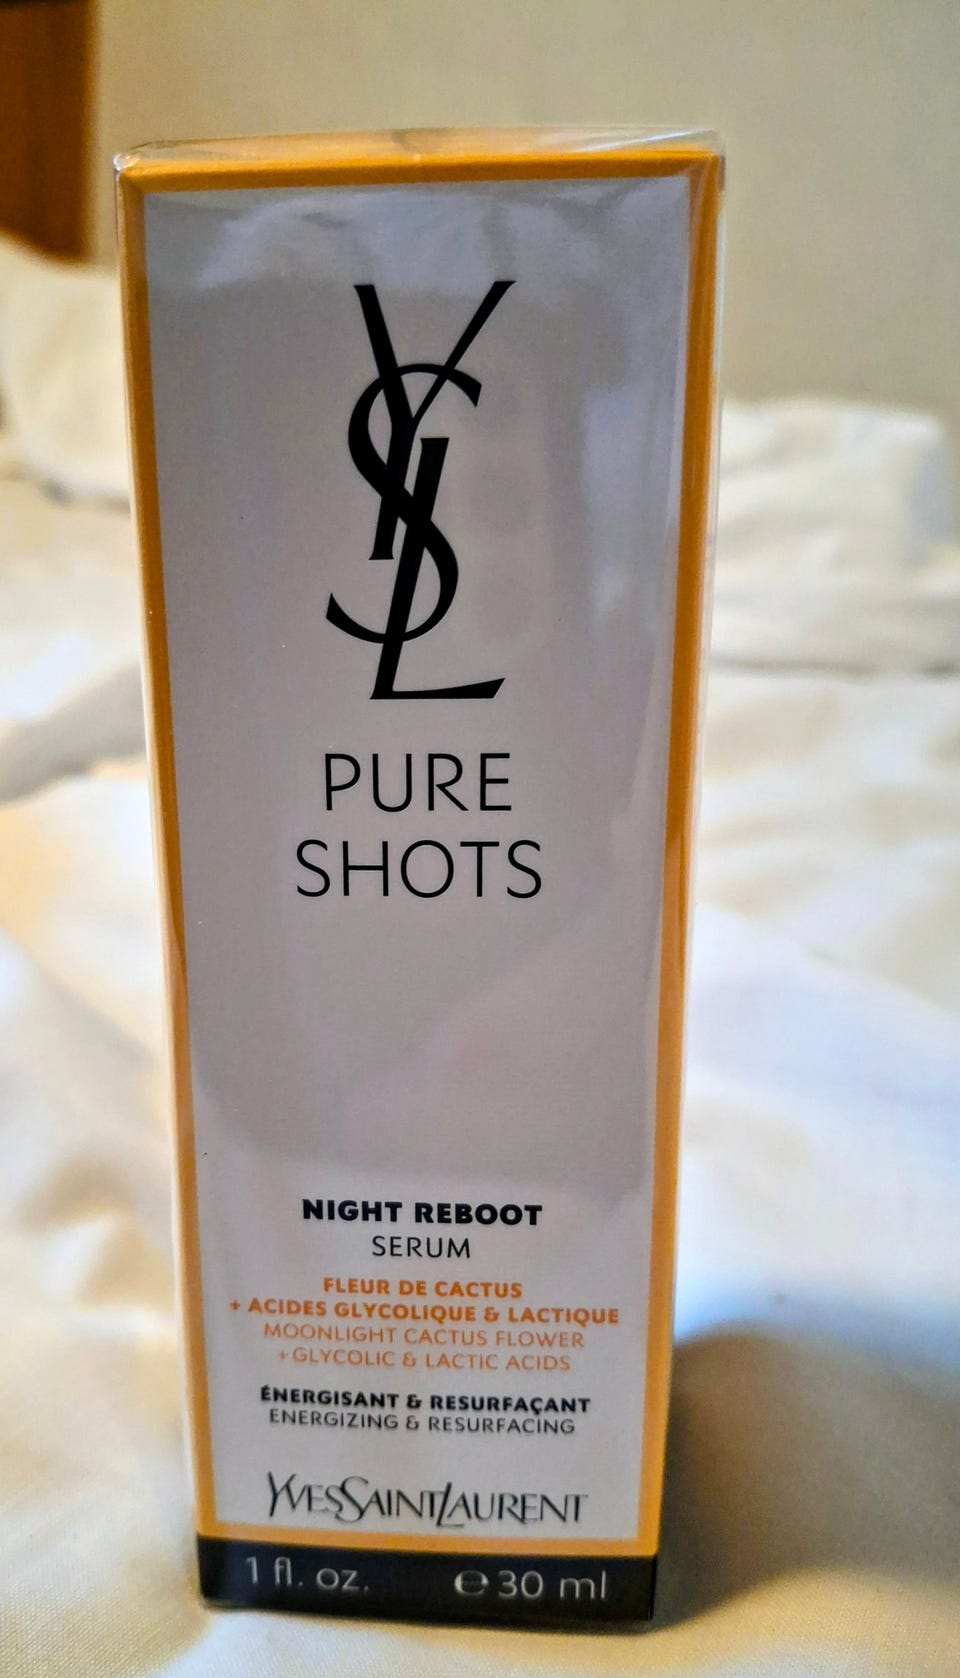 YSL
PURE
SHOTS
NIGHT REBOOT
SERUM
FLEUR DE CACTUS
+ ACIDES GLYCOLIQUE & LACTIQUE
MOONLIGHT CACTUS FLOWER
+ GLYCOLIC & LACTIC ACIDS
ÉNERGISANT & RESURFAÇANT
ENERGIZING & RESURFACING
YVESSAINTLAURENT
1 fl. oz. ℮ 30 ml